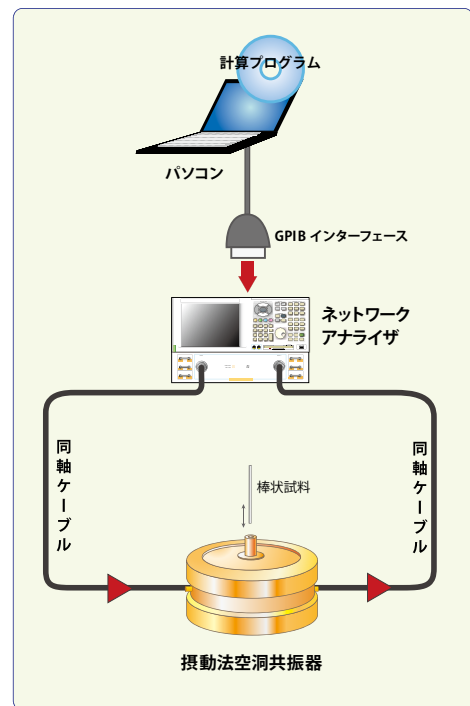 計算プログラム
パソコン
GPIB インターフェース
ネットワーク
アナライザ
同軸ケーブル
同軸ケーブル
棒状試料
摂動法空洞共振器